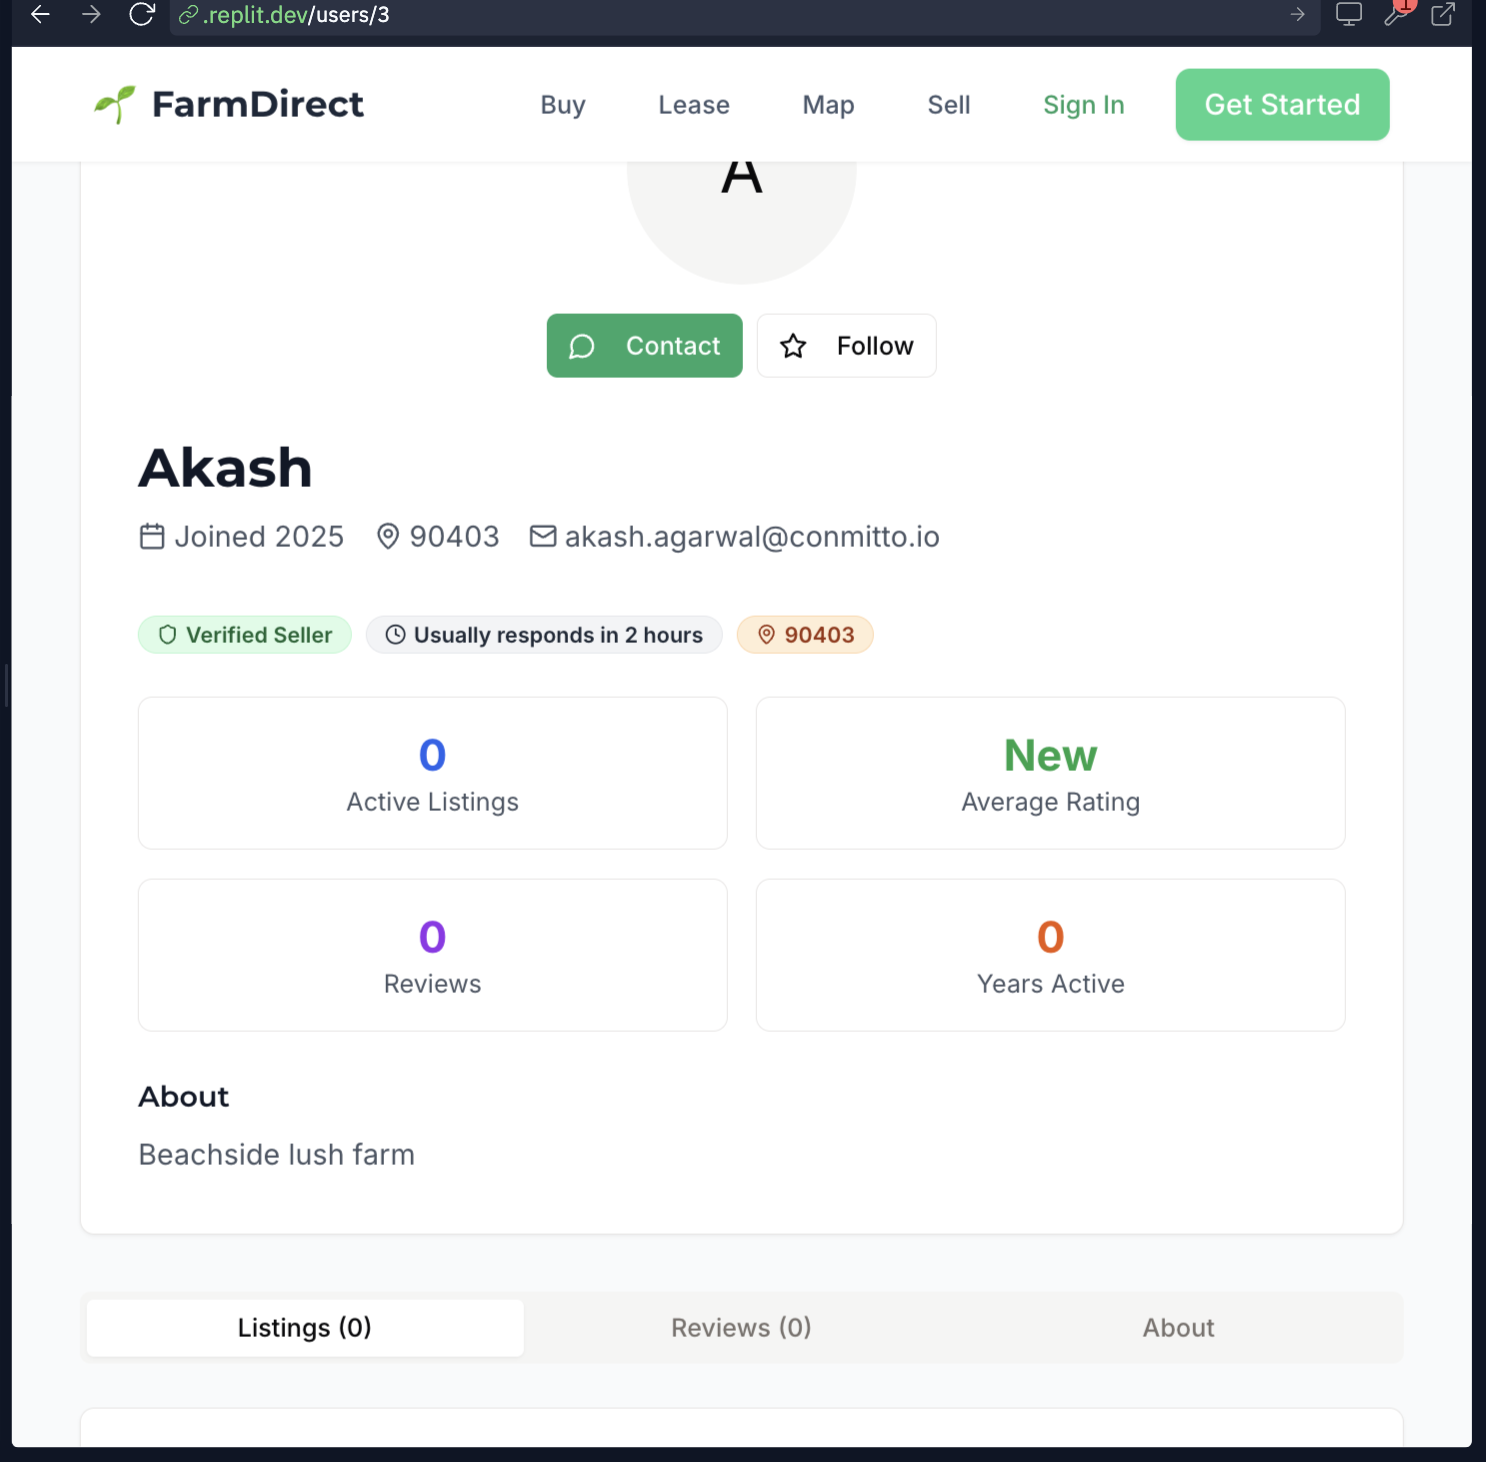 .replit.dev/users/3
1
FarmDirect
Buy
Lease
Map
Sell
Sign In
Get Started
A
Contact
Follow
Akash
Joined 2025
90403
akash.agarwal@conmitto.io
Verified Seller
Usually responds in 2 hours
90403
0
Active Listings
New
Average Rating
0
Reviews
0
Years Active
About
Beachside lush farm
Listings (0)
Reviews (0)
About